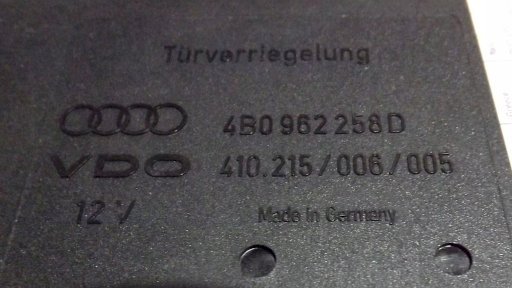 Türverriegelung
4B0 962 258 D
VDO 410.215/006/005
12 V Made in Germany